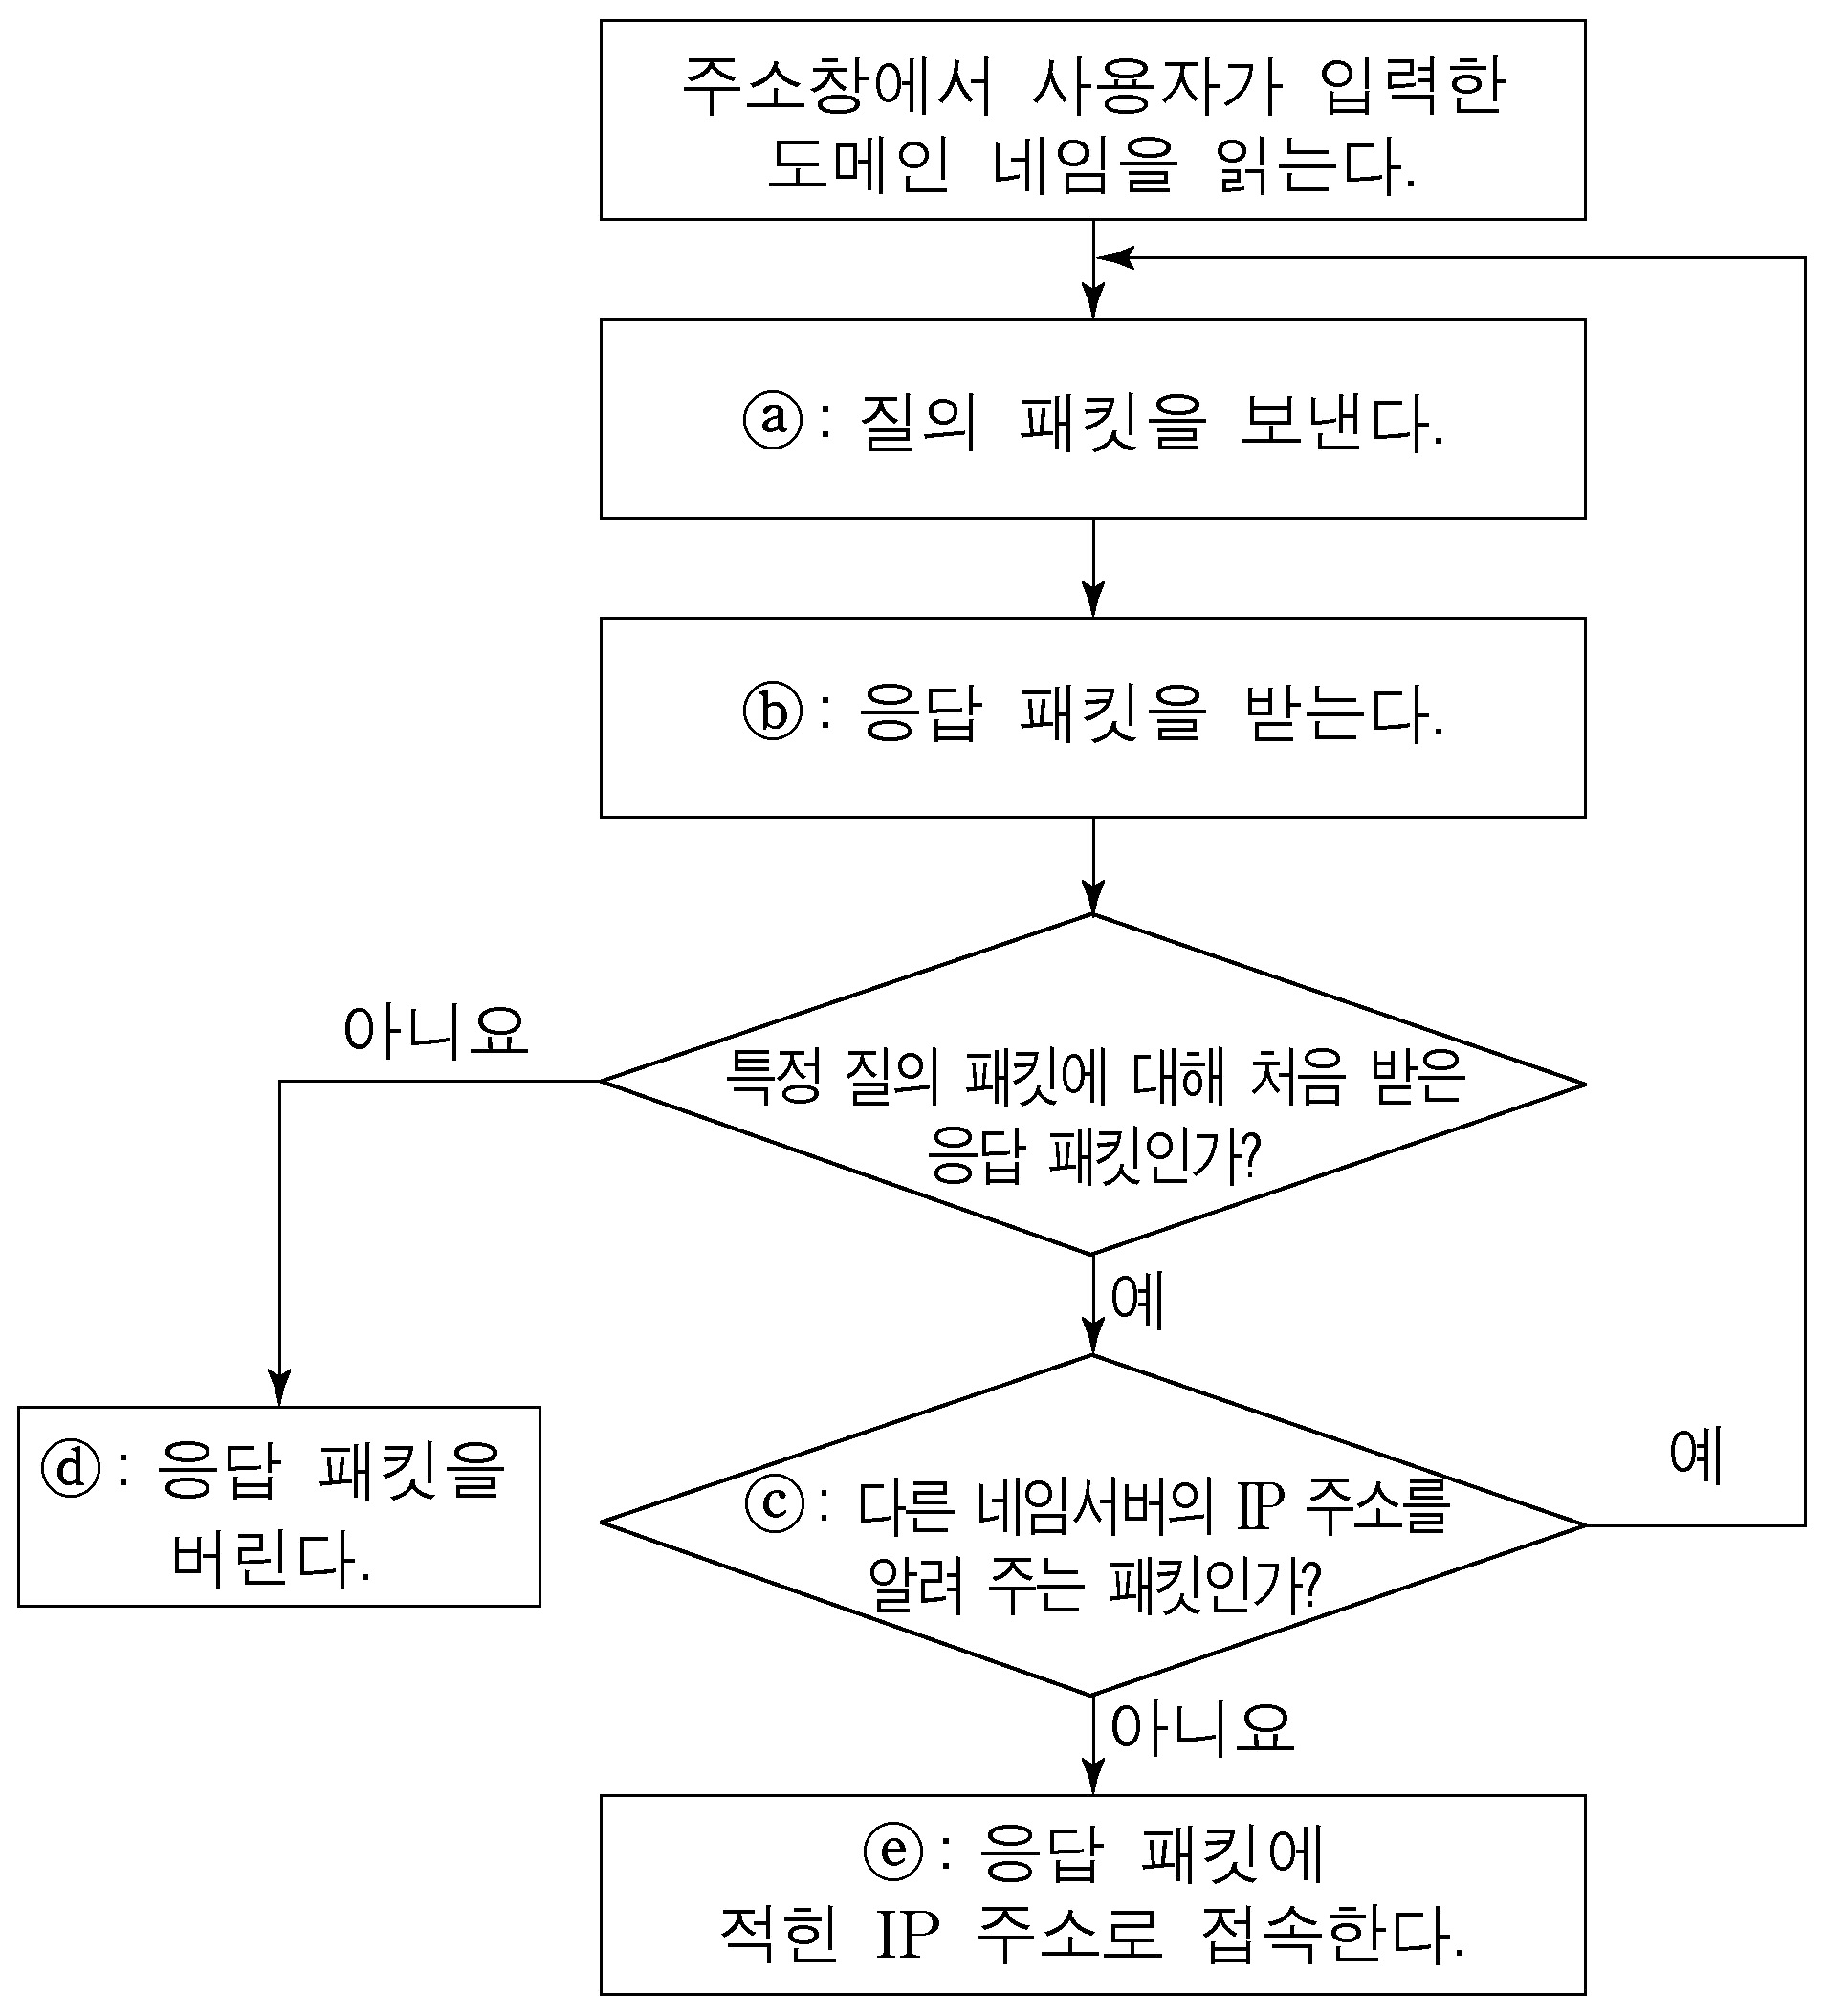 주소창에서 사용자가 입력한
도메인 네임을 읽는다.
ⓐ: 질의 패킷을 보낸다.
ⓑ: 응답 패킷을 받는다.
아니요
특정 질의 패킷에 대해 처음 받은
응답 패킷인가?
예
ⓓ: 응답 패킷을
버린다.
ⓒ: 다른 네임서버의 IP 주소를
알려 주는 패킷인가?
예
아니요
ⓔ: 응답 패킷에
적힌 IP 주소로 접속한다.